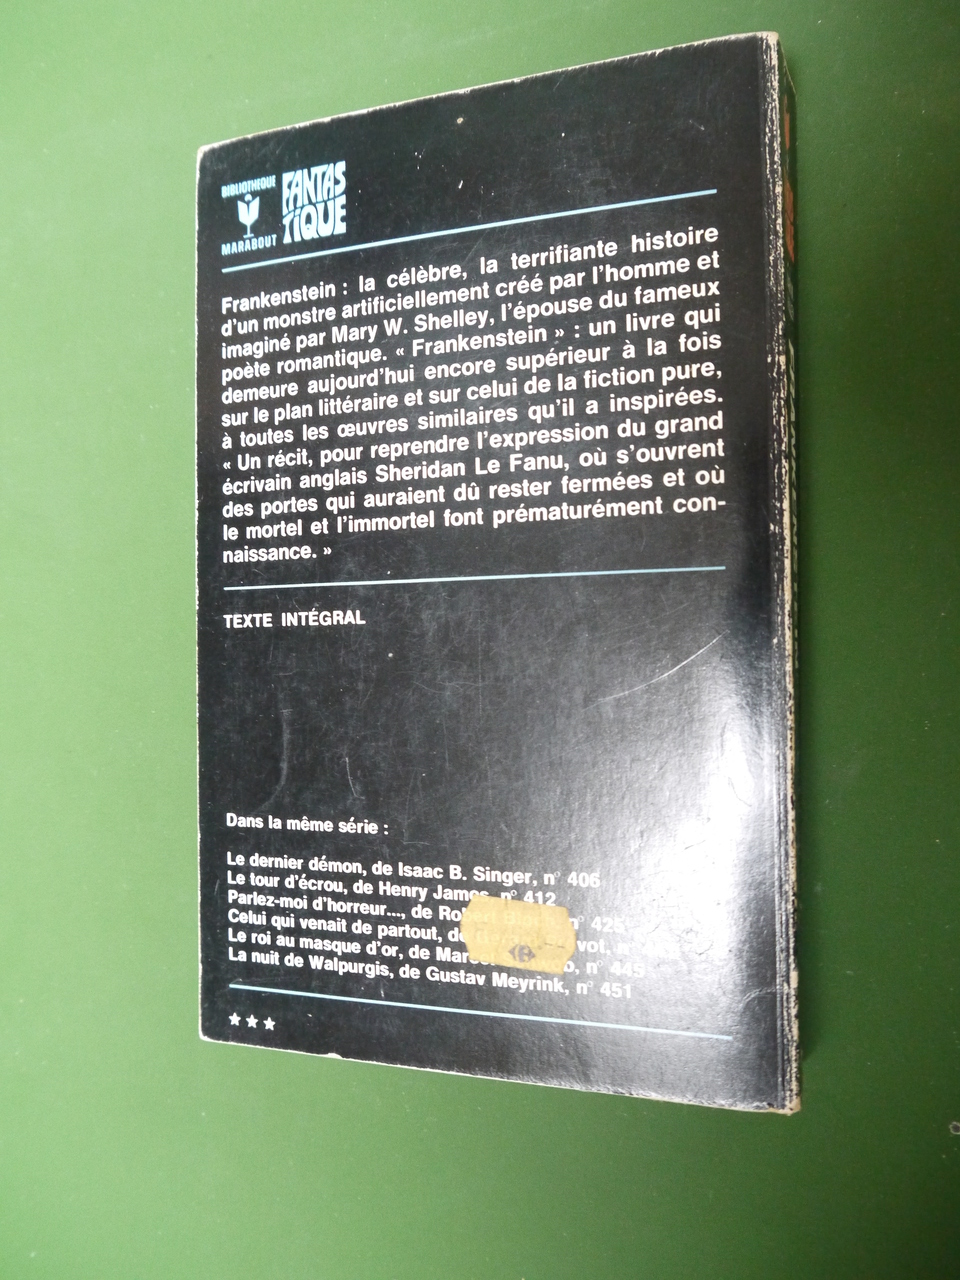 BIBLIOTHEQUE
MARABOUT
FANTAS
TIQUE
Frankenstein : la célèbre, la terrifiante histoire
d'un monstre artificiellement créé par l'homme et
imaginé par Mary W. Shelley, l'épouse du fameux
poète romantique. « Frankenstein » : un livre qui
demeure aujourd'hui encore supérieur à la fois
sur le plan littéraire et sur celui de la fiction pure,
à toutes les œuvres similaires qu'il a inspirées.
« Un récit, pour reprendre l'expression du grand
écrivain anglais Sheridan Le Fanu, où s'ouvrent
des portes qui auraient dû rester fermées et où
le mortel et l'immortel font prématurément con-
naissance. »
TEXTE INTÉGRAL
Dans la même série :
Le dernier démon, de Isaac B. Singer, n° 406
Le tour d'écrou, de Henry James, n° 412
Parlez-moi d'horreur..., de Robert Bloch, n° 425
Celui qui venait de partout, de
Le roi au masque d'or, de Marcel n° 449
La nuit de Walpurgis, de Gustav Meyrink, n° 451